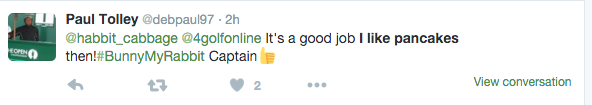 Paul Tolley @debpaul97 · 2h
@habbit_cabbage @4golfonline It's a good job I like pancakes
then!#BunnyMyRabbit Captain👍
2
View conversation